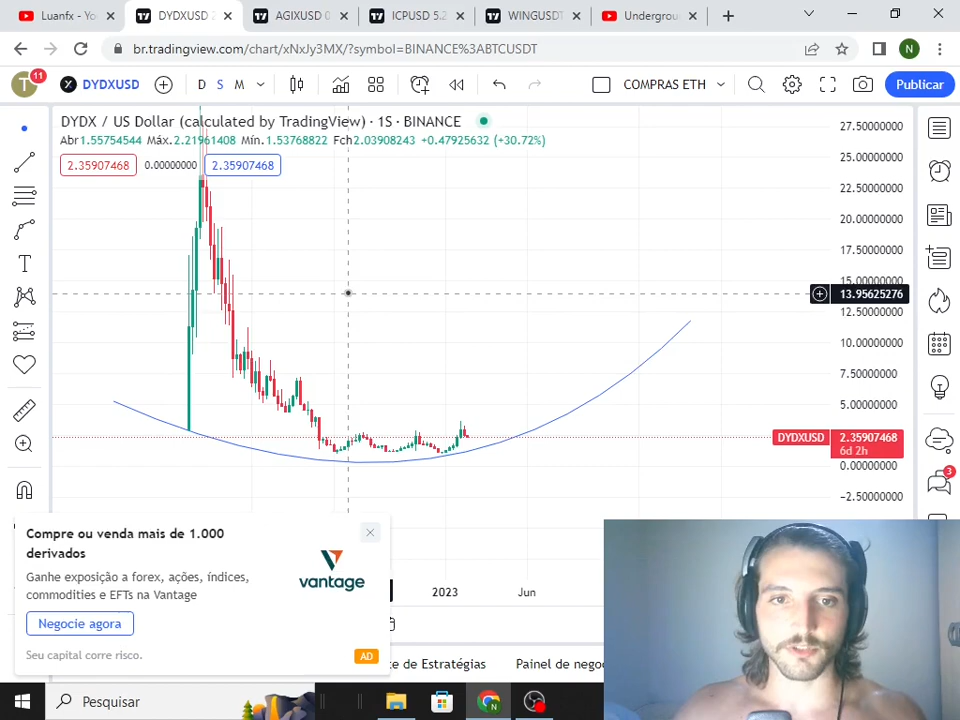 Luanfx - Yo
DYDXUSD 2
AGIXUSD 0
ICPUSD 5.2
WINGUSDT
Undergrou
br.tradingview.com/chart/xNxJy3MX/?symbol=BINANCE%3ABTCUSDT
N
T
11
DYDXUSD
D
S
M
COMPRAS ETH
Publicar
DYDX / US Dollar (calculated by TradingView) · 1S · BINANCE
Abr1.55754544 Máx.2.21961408 Mín.1.53768822 Fch2.03908243 +0.47925632 (+30.72%)
2.35907468
0.00000000
2.35907468
27.50000000
25.00000000
22.50000000
20.00000000
17.50000000
15.00000000
13.95625276
12.50000000
10.00000000
7.50000000
5.00000000
DYDXUSD
2.35907468
6d 2h
0.00000000
−2.50000000
3
Compre ou venda mais de 1.000
derivados
Ganhe exposição a forex, ações, índices,
commodities e EFTs na Vantage
vantage
Negocie agora
Seu capital corre risco.
AD
2023
Jun
te de Estratégias
Painel de nego
Pesquisar
N